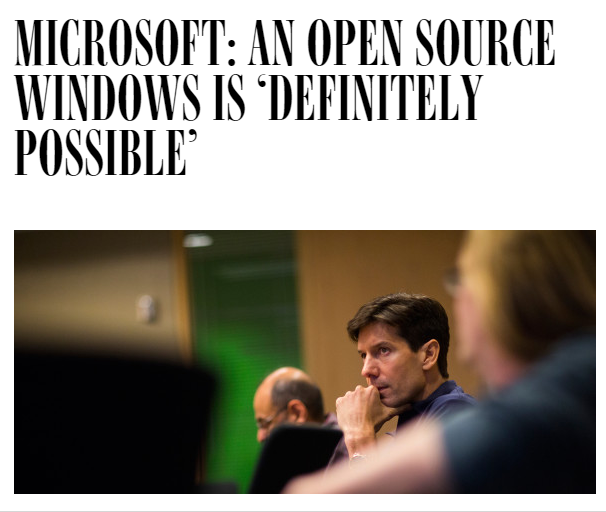 MICROSOFT: AN OPEN SOURCE
WINDOWS IS ‘DEFINITELY
POSSIBLE’